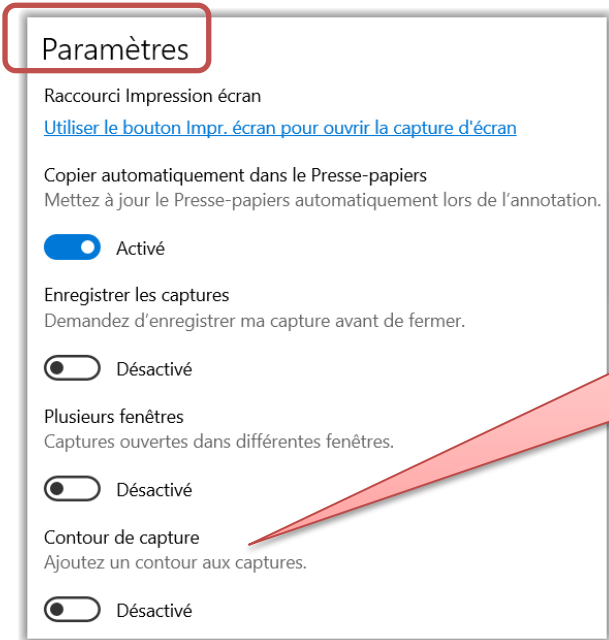 Paramètres
Raccourci Impression écran
Utiliser le bouton Impr. écran pour ouvrir la capture d'écran
Copier automatiquement dans le Presse-papiers
Mettez à jour le Presse-papiers automatiquement lors de l’annotation.
Activé
Enregistrer les captures
Demandez d’enregistrer ma capture avant de fermer.
Désactivé
Plusieurs fenêtres
Captures ouvertes dans différentes fenêtres.
Désactivé
Contour de capture
Ajoutez un contour aux captures.
Désactivé